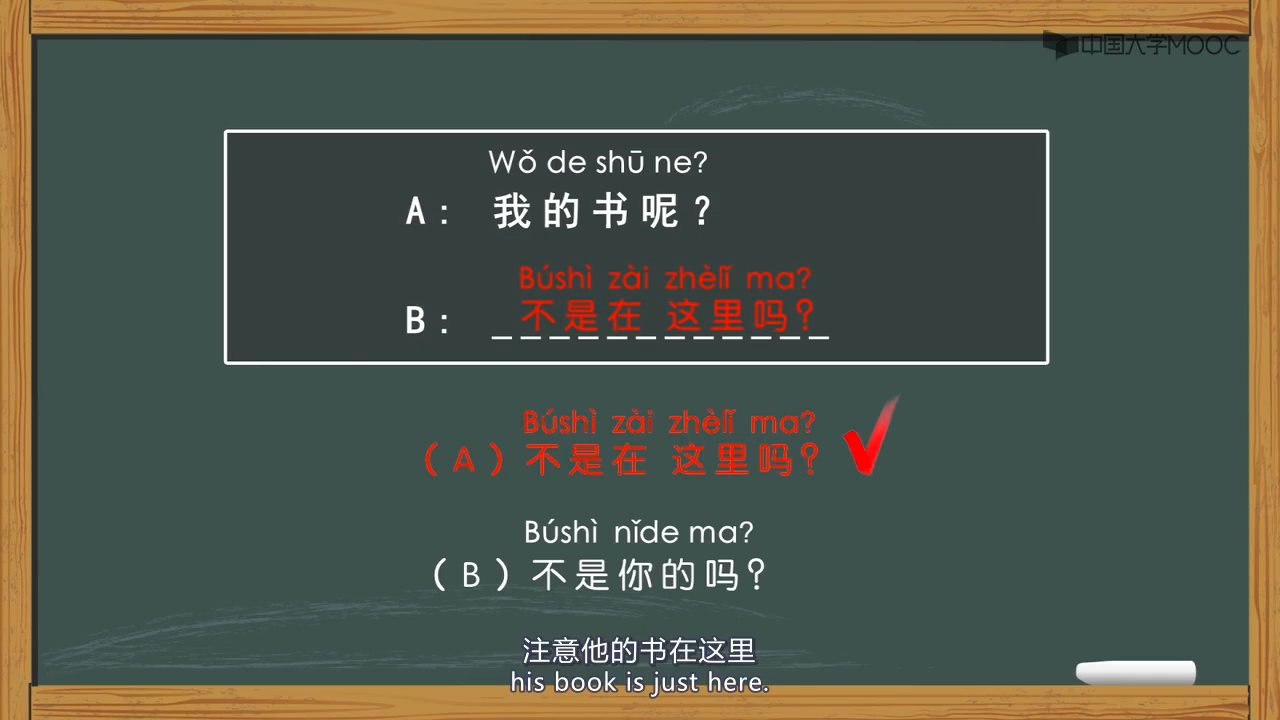 中国大学MOOC
Wǒ de shū ne?
A： 我的书呢？
Búshì zài zhèlǐ ma?
B： 不是在 这里吗？
Búshì zài zhèlǐ ma?
（A）不是在 这里吗？
Búshì nǐde ma?
（B）不是你的吗？
注意他的书在这里
his book is just here.